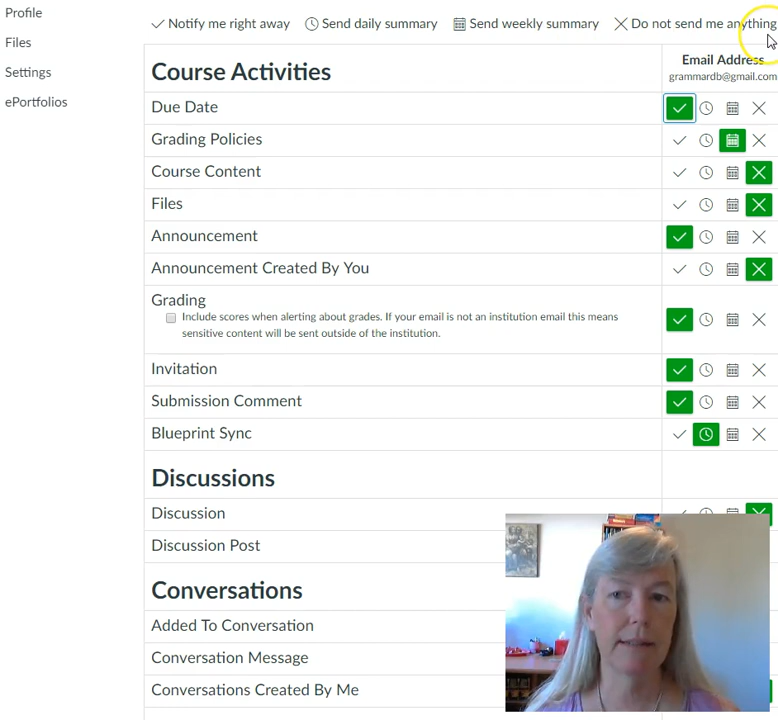 Profile
Files
Settings
ePortfolios
Notify me right away Send daily summary Send weekly summary Do not send me anything
Course Activities
Email Address
grammardb@gmail.com
Due Date
Grading Policies
Course Content
Files
Announcement
Announcement Created By You
Grading
Include scores when alerting about grades. If your email is not an institution email this means
sensitive content will be sent outside of the institution.
Invitation
Submission Comment
Blueprint Sync
Discussions
Discussion
Discussion Post
Conversations
Added To Conversation
Conversation Message
Conversations Created By Me